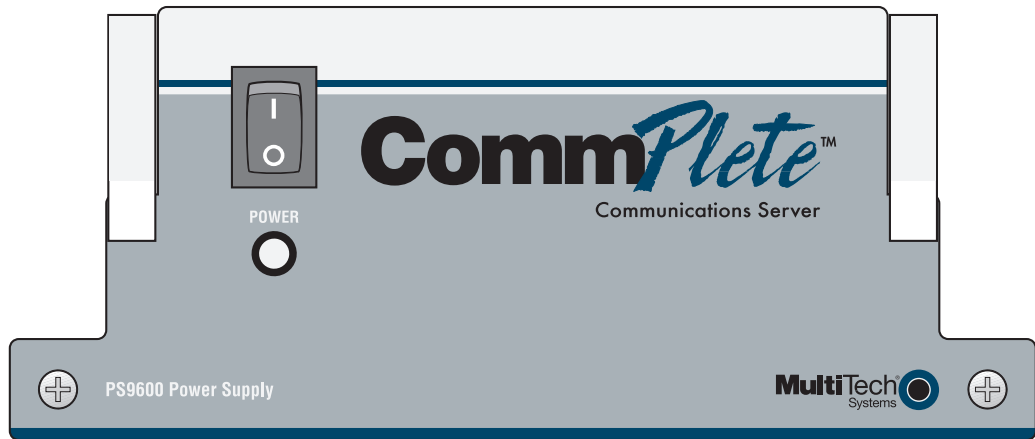 I
O
CommPlete™
Communications Server
POWER
PS9600 Power Supply
MultiTech®
Systems